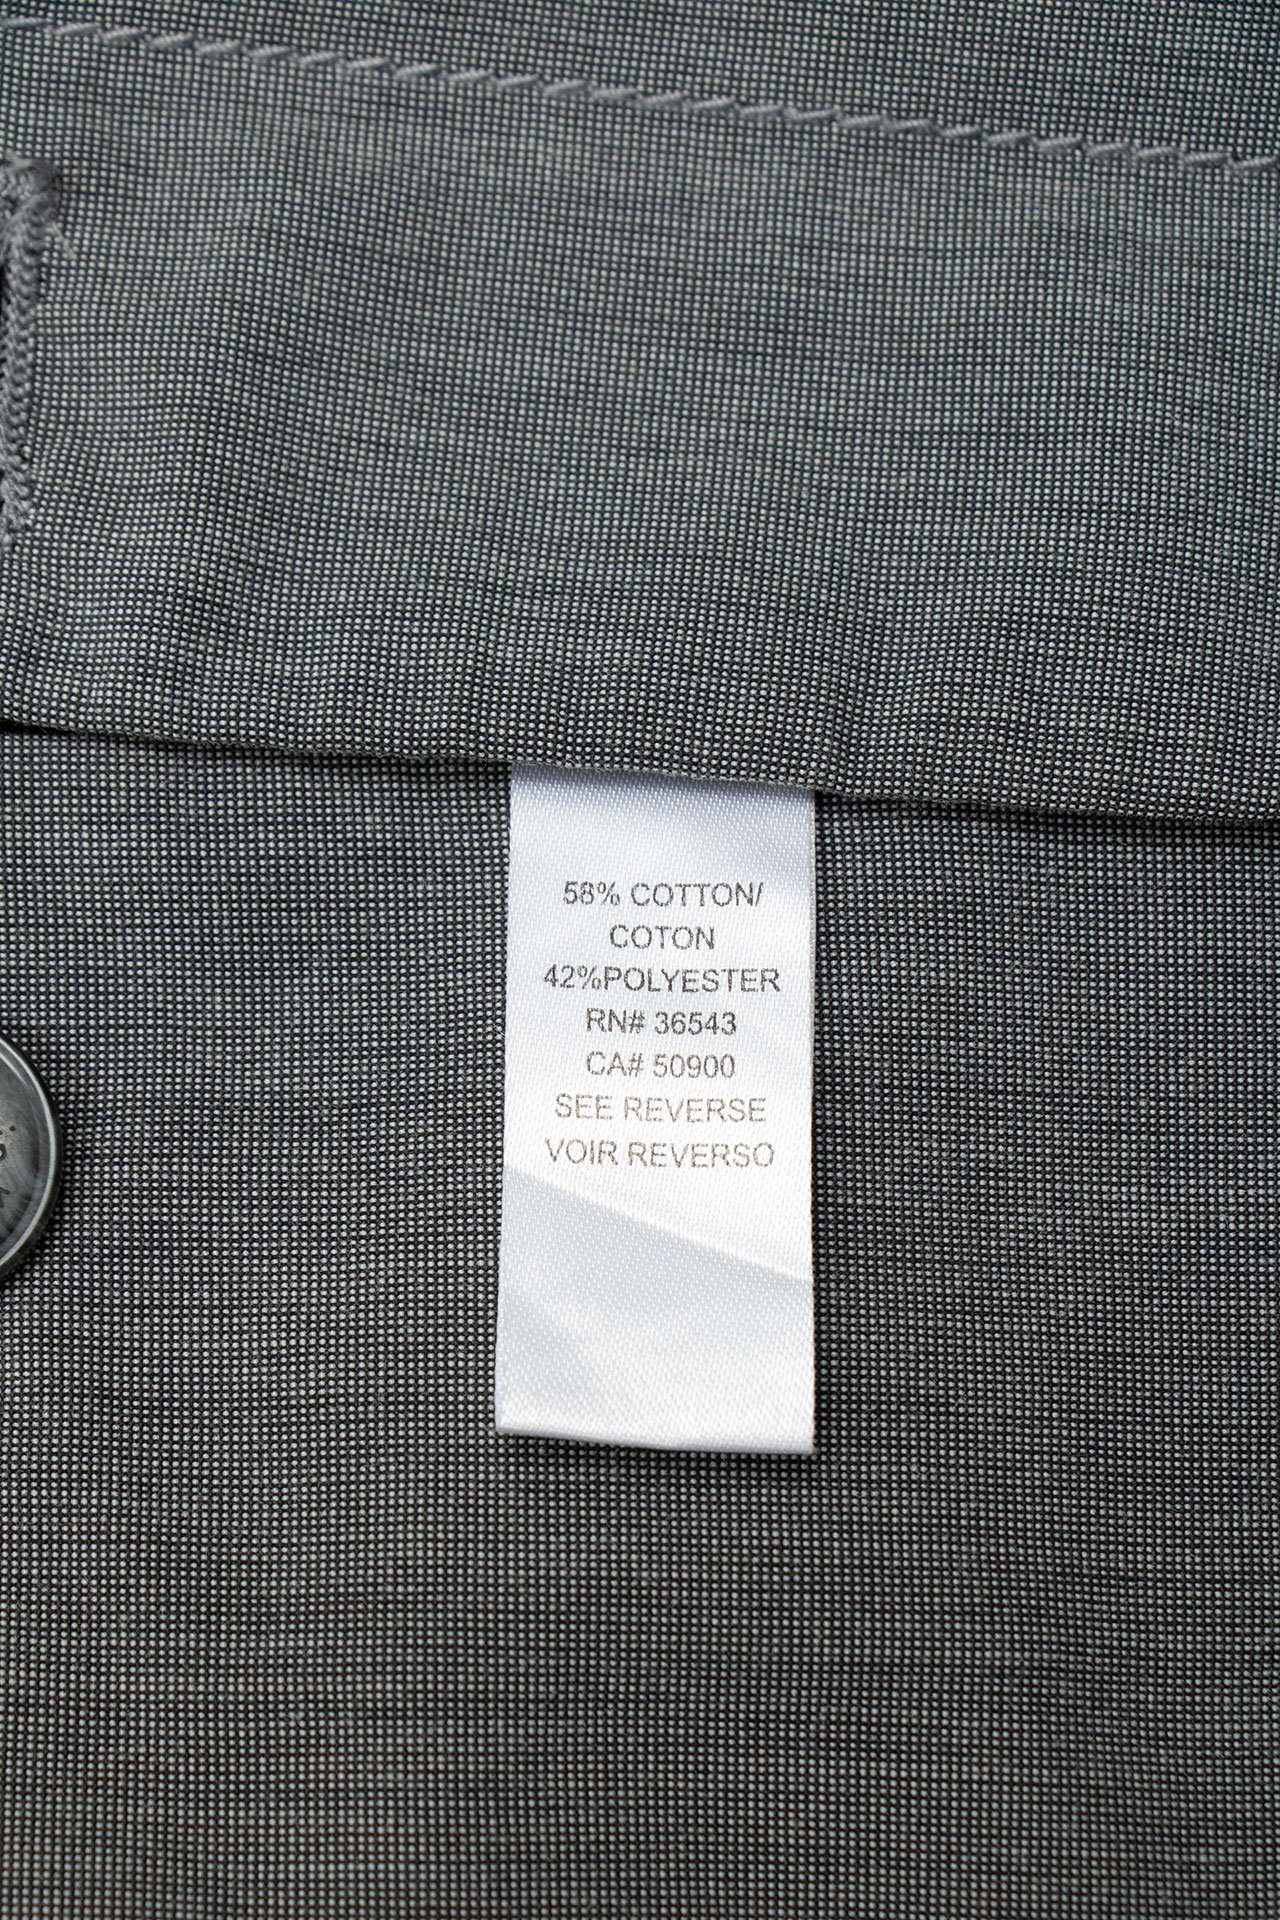 58% COTTON/
COTON
42%POLYESTER
RN# 36543
CA# 50900
SEE REVERSE
VOIR REVERSO